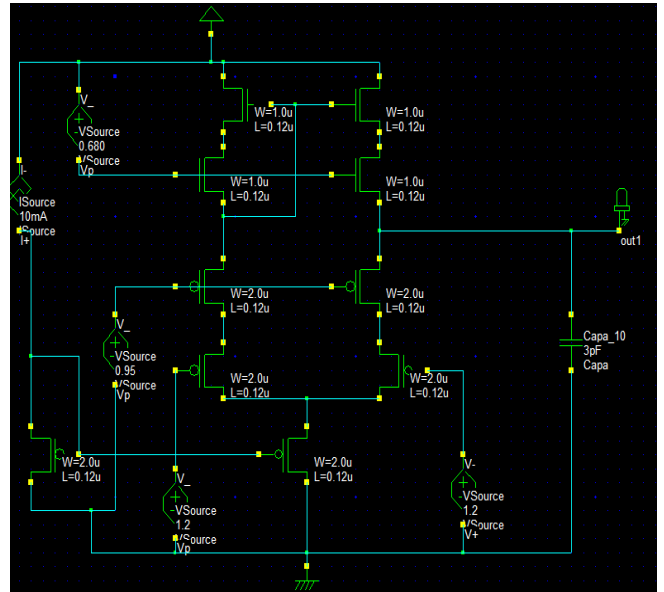 V_
VSource
0.680
VSource
Vp
W=1.0u
L=0.12u
W=1.0u
L=0.12u
I-
ISource
10mA
ISource
I+
W=1.0u
L=0.12u
W=1.0u
L=0.12u
out1
W=2.0u
L=0.12u
W=2.0u
L=0.12u
V_
VSource
0.95
VSource
Vp
Capa_10
3pF
Capa
W=2.0u
L=0.12u
W=2.0u
L=0.12u
W=2.0u
L=0.12u
W=2.0u
L=0.12u
V_
VSource
1.2
VSource
Vp
V-
VSource
1.2
VSource
V+